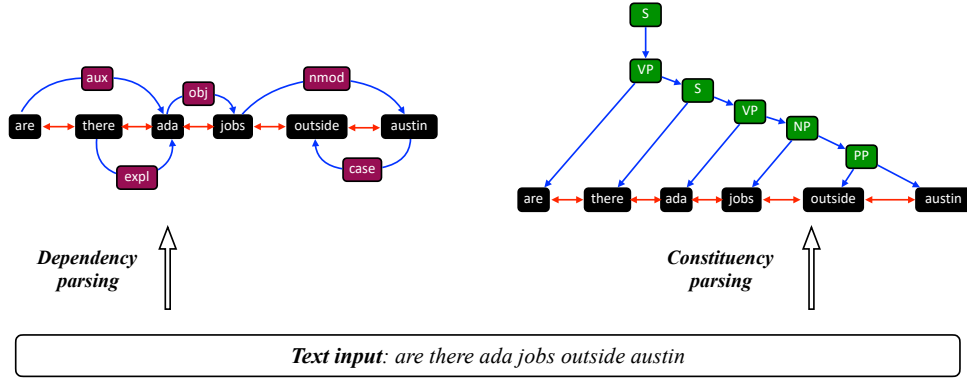 S
VP
S
VP
NP
PP
aux
obj
nmod
are there ada jobs outside austin
expl
case
are there ada jobs outside austin
Dependency
parsing
Constituency
parsing
Text input: are there ada jobs outside austin